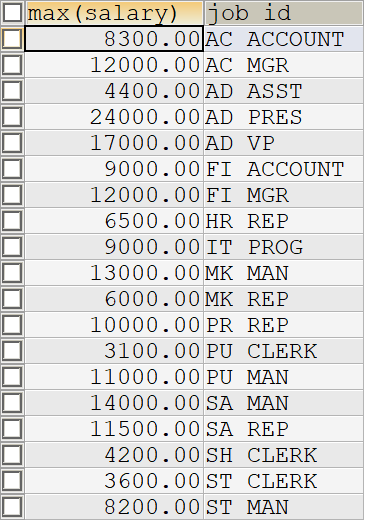 max(salary) job id
8300.00 AC ACCOUNT
12000.00 AC MGR
4400.00 AD ASST
24000.00 AD PRES
17000.00 AD VP
9000.00 FI ACCOUNT
12000.00 FI MGR
6500.00 HR REP
9000.00 IT PROG
13000.00 MK MAN
6000.00 MK REP
10000.00 PR REP
3100.00 PU CLERK
11000.00 PU MAN
14000.00 SA MAN
11500.00 SA REP
4200.00 SH CLERK
3600.00 ST CLERK
8200.00 ST MAN